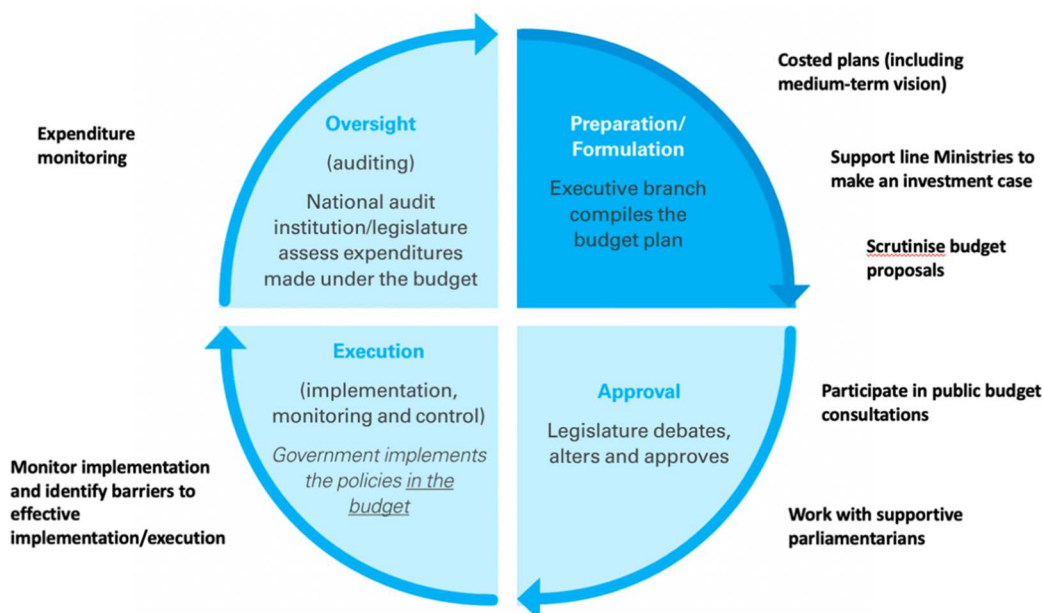 Costed plans (including
medium-term vision)
Expenditure
monitoring
Oversight
(auditing)
National audit
institution/legislature
assess expenditures
made under the budget
Preparation/
Formulation
Executive branch
compiles the
budget plan
Support line Ministries to
make an investment case
Scrutinise budget
proposals
Execution
(implementation,
monitoring and control)
Government implements
the policies in the
budget
Approval
Legislature debates,
alters and approves
Participate in public budget
consultations
Monitor implementation
and identify barriers to
effective
implementation/execution
Work with supportive
parliamentarians